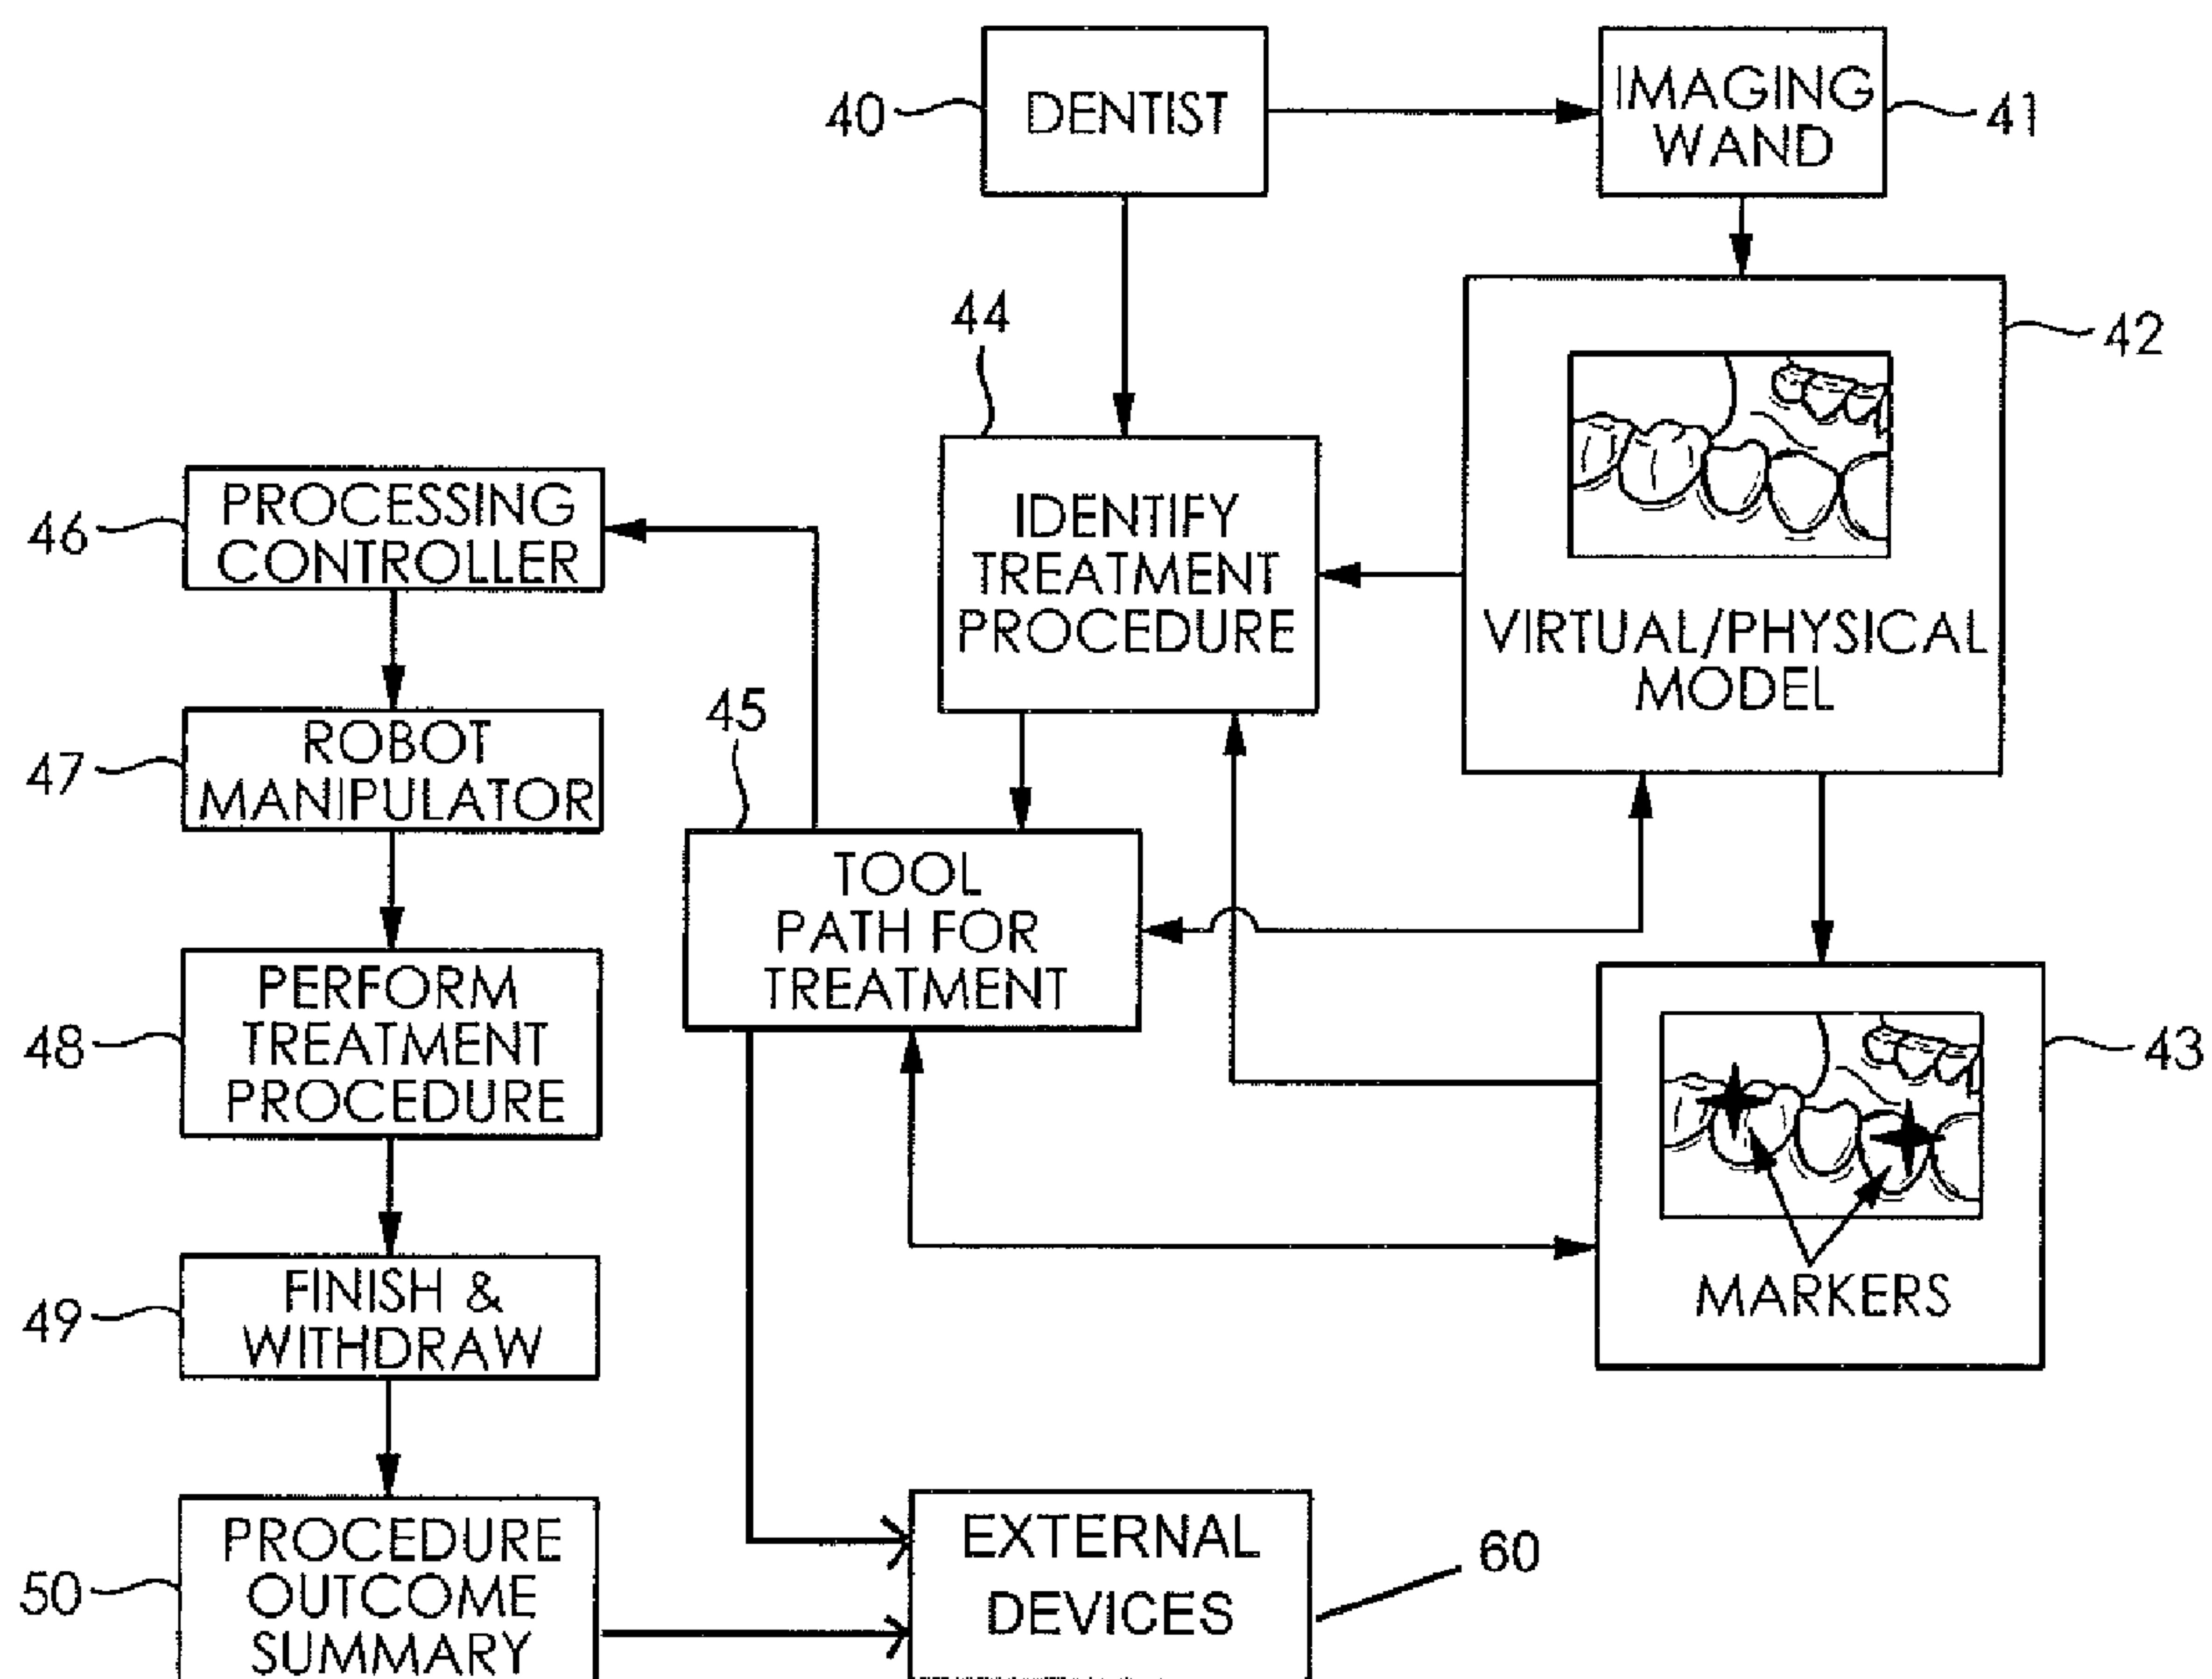 40
DENTIST
IMAGING
WAND
41
44
42
IDENTIFY
TREATMENT
PROCEDURE
VIRTUAL/PHYSICAL
MODEL
46
PROCESSING
CONTROLLER
47
ROBOT
MANIPULATOR
45
TOOL
PATH FOR
TREATMENT
48
PERFORM
TREATMENT
PROCEDURE
43
MARKERS
49
FINISH &
WITHDRAW
50
PROCEDURE
OUTCOME
SUMMARY
EXTERNAL
DEVICES
60